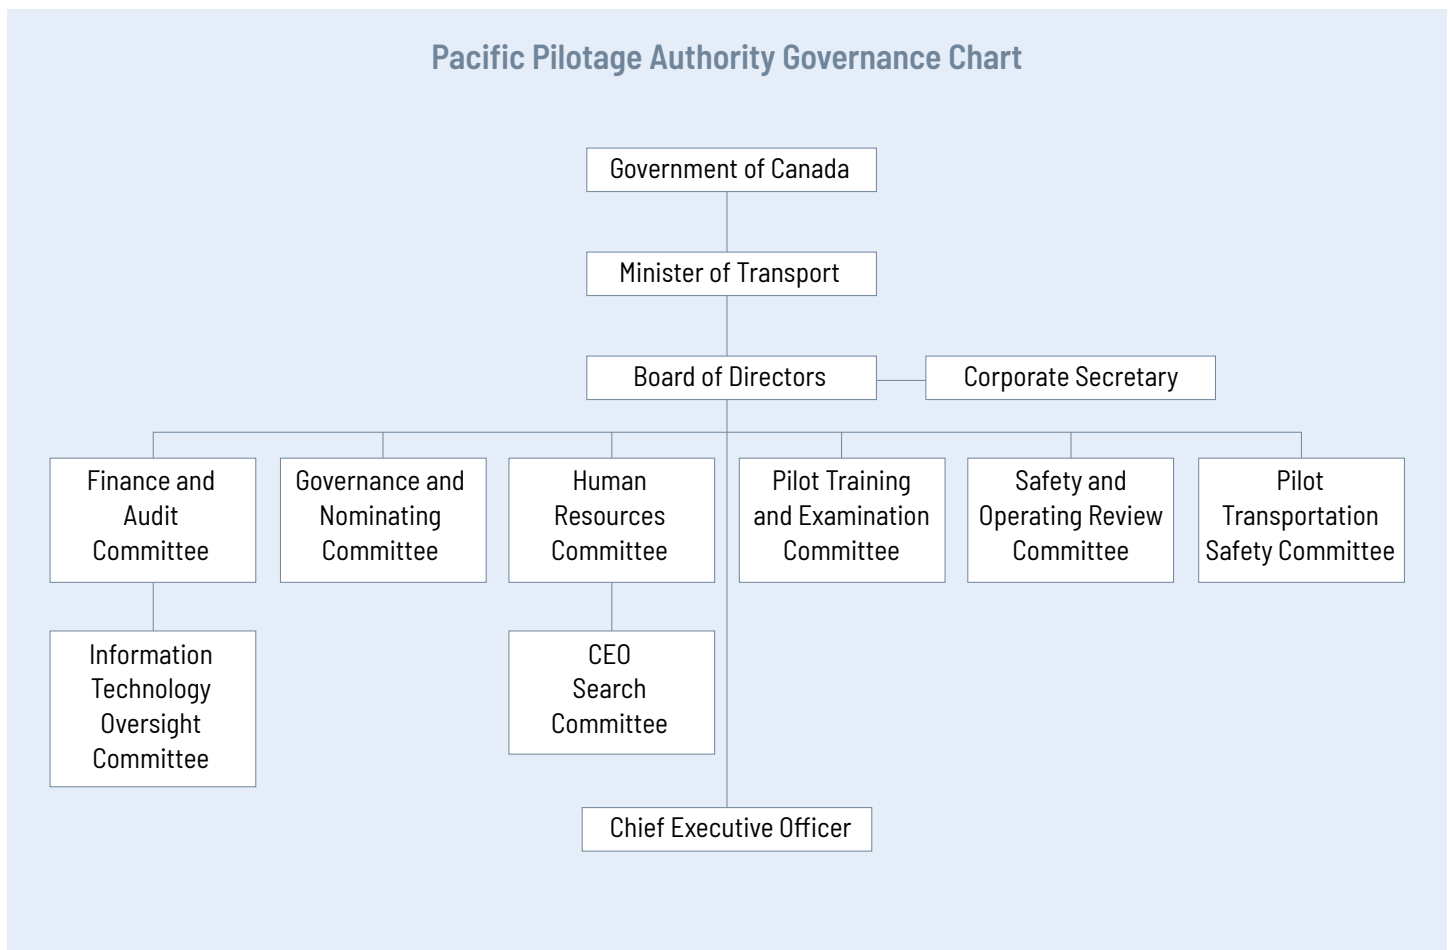 Pacific Pilotage Authority Governance Chart
Government of Canada
Minister of Transport
Board of Directors
Corporate Secretary
Finance and
Audit
Committee
Governance and
Nominating
Committee
Human
Resources
Committee
Pilot Training
and Examination
Committee
Safety and
Operating Review
Committee
Pilot
Transportation
Safety Committee
Information
Technology
Oversight
Committee
CEO
Search
Committee
Chief Executive Officer